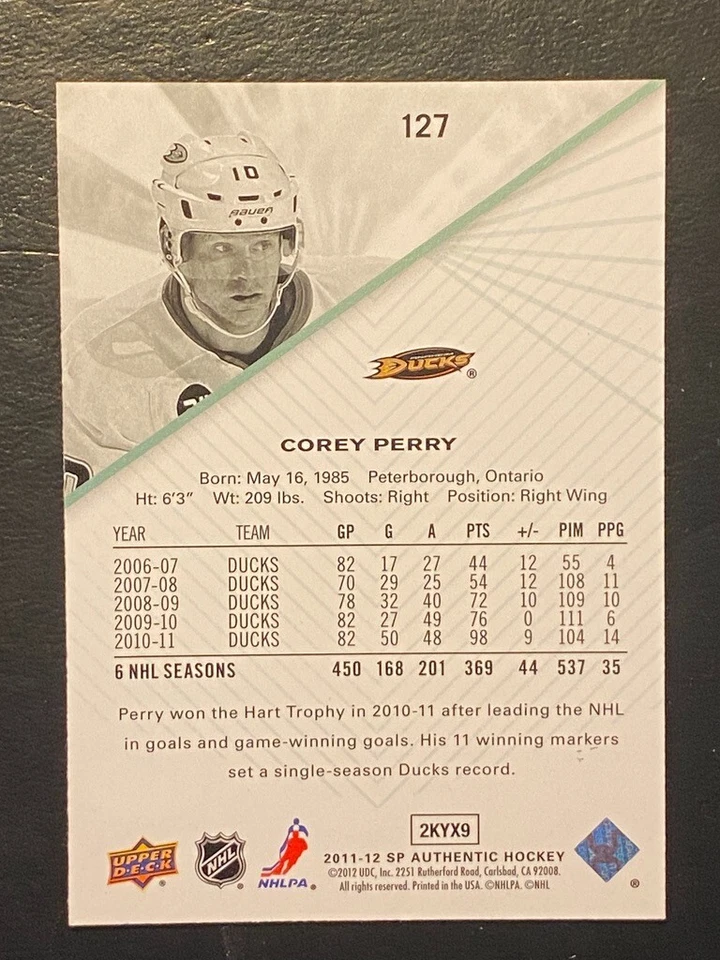 127
10
BAUER
DUCKS®
COREY PERRY
Born: May 16, 1985 Peterborough, Ontario
Ht: 6'3" Wt: 209 lbs. Shoots: Right Position: Right Wing
YEAR TEAM GP G A PTS +/- PIM PPG
2006-07 DUCKS 82 17 27 44 12 55 4
2007-08 DUCKS 70 29 25 54 12 108 11
2008-09 DUCKS 78 32 40 72 10 109 10
2009-10 DUCKS 82 27 49 76 0 111 6
2010-11 DUCKS 82 50 48 98 9 104 14
6 NHL SEASONS 450 168 201 369 44 537 35
Perry won the Hart Trophy in 2010-11 after leading the NHL
in goals and game-winning goals. His 11 winning markers
set a single-season Ducks record.
2KYX9
UPPER
D·E·C·K®
NHL®
NHLPA®
2011-12 SP AUTHENTIC HOCKEY
©2012 UDC, Inc. 2251 Rutherford Road, Carlsbad, CA 92008.
All rights reserved. Printed in the USA. ©NHLPA. ©NHL
®